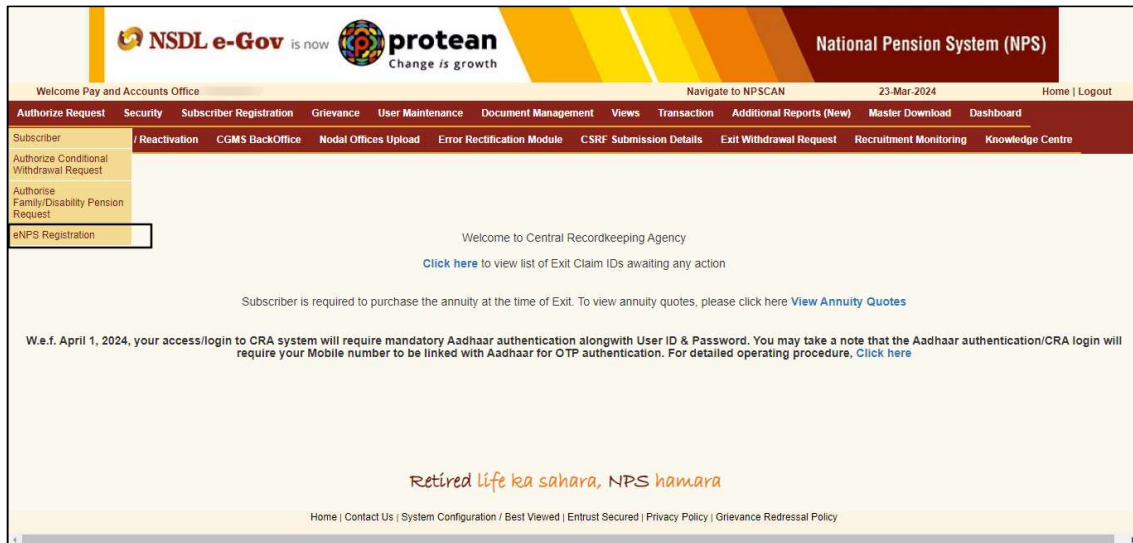 NSDL e-Gov is now protean
Change is growth
National Pension System (NPS)
Welcome Pay and Accounts Office
Navigate to NPSCAN
23-Mar-2024
Home | Logout
Authorize Request Security Subscriber Registration Grievance User Maintenance Document Management Views Transaction Additional Reports (New) Master Download Dashboard
/ Reactivation CGMS BackOffice Nodal Offices Upload Error Rectification Module CSRF Submission Details Exit Withdrawal Request Recruitment Monitoring Knowledge Centre
Subscriber
Authorize Conditional
Withdrawal Request
Authorise
Family/Disability Pension
Request
eNPS Registration
Welcome to Central Recordkeeping Agency
Click here to view list of Exit Claim IDs awaiting any action
Subscriber is required to purchase the annuity at the time of Exit. To view annuity quotes, please click here View Annuity Quotes
W.e.f. April 1, 2024, your access/login to CRA system will require mandatory Aadhaar authentication alongwith User ID & Password. You may take a note that the Aadhaar authentication/CRA login will
require your Mobile number to be linked with Aadhaar for OTP authentication. For detailed operating procedure, Click here
Retired life ka sahara, NPS hamara
Home | Contact Us | System Configuration / Best Viewed | Entrust Secured | Privacy Policy | Grievance Redressal Policy